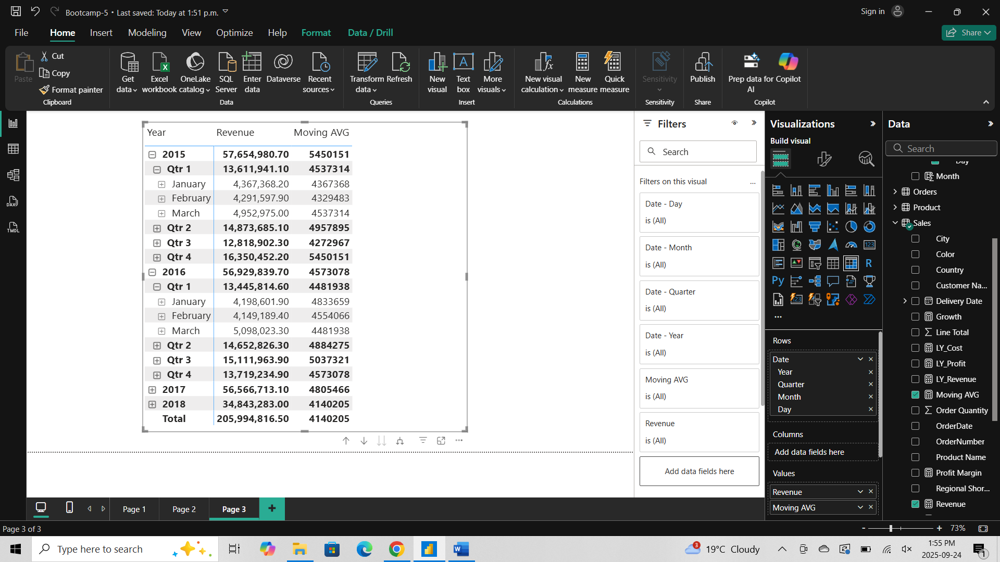 Bootcamp-5 • Last saved: Today at 1:51 p.m.
Sign in
File Home Insert Modeling View Optimize Help Format Data / Drill
Share
Paste
Cut
Copy
Format painter
Clipboard
Get data
Excel workbook
OneLake catalog
SQL Server
Enter data
Dataverse
Recent sources
Data
Transform data
Refresh
Queries
New visual
Text box
More visuals
Insert
New visual calculation
New measure
Quick measure
Calculations
Sensitivity
Sensitivity
Publish
Share
Prep data for AI
Copilot
Copilot
DAX
TMDL
Year Revenue Moving AVG
2015 57,654,980.70 5450151
Qtr 1 13,611,941.10 4537314
January 4,367,368.20 4367368
February 4,291,597.90 4329483
March 4,952,975.00 4537314
Qtr 2 14,873,685.10 4957895
Qtr 3 12,818,902.30 4272967
Qtr 4 16,350,452.20 5450151
2016 56,929,839.70 4573078
Qtr 1 13,445,814.60 4481938
January 4,198,601.90 4833659
February 4,149,189.40 4554066
March 5,098,023.30 4481938
Qtr 2 14,652,826.30 4884275
Qtr 3 15,111,963.90 5037321
Qtr 4 13,719,234.90 4573078
2017 56,566,713.10 4805466
2018 34,843,283.00 4140205
Total 205,994,816.50 4140205
Filters
Search
Filters on this visual
Date - Day
is (All)
Date - Month
is (All)
Date - Quarter
is (All)
Date - Year
is (All)
Moving AVG
is (All)
Revenue
is (All)
Add data fields here
Visualizations
Build visual
123
R
Py
123
Rows
Date
Year
Quarter
Month
Day
Columns
Add data fields here
Values
Revenue
Moving AVG
Data
Search
Day
Month
Orders
Product
Sales
City
Color
Country
Customer Na...
Delivery Date
Growth
Line Total
LY_Cost
LY_Profit
LY_Revenue
Moving AVG
Order Quantity
OrderDate
OrderNumber
Product Name
Profit Margin
Regional Shor...
Revenue
Page 1 Page 2 Page 3
Page 3 of 3
- + 73%
Type here to search
3
19°C Cloudy
1:55 PM
2025-09-24
1